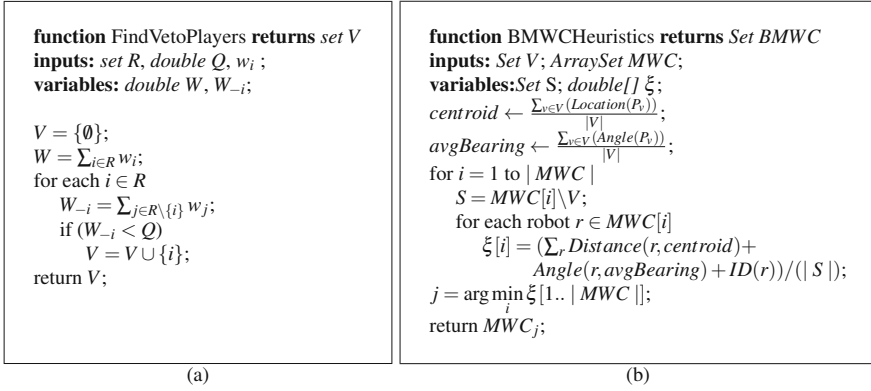 function FindVetoPlayers returns set V
inputs: set R, double Q, w_i ;
variables: double W, W_{−i};
V = {∅};
W = ∑_{i∈R} w_i;
for each i ∈ R
W_{−i} = ∑_{j∈R\{i}} w_j;
if (W_{−i} < Q)
V = V ∪ {i};
return V;
(a)
function BMWCHeuristics returns Set BMWC
inputs: Set V; ArraySet MWC;
variables:Set S; double[] ξ;
centroid ← ∑_{v∈V}(Location(P_v))/|V|;
avgBearing ← ∑_{v∈V}(Angle(P_v))/|V|;
for i = 1 to | MWC |
S = MWC[i]\V;
for each robot r ∈ MWC[i]
ξ[i] = (∑_r Distance(r,centroid)+
Angle(r,avgBearing) + ID(r))/(| S |);
j = arg min_i ξ[1.. | MWC |];
return MWC_j;
(b)